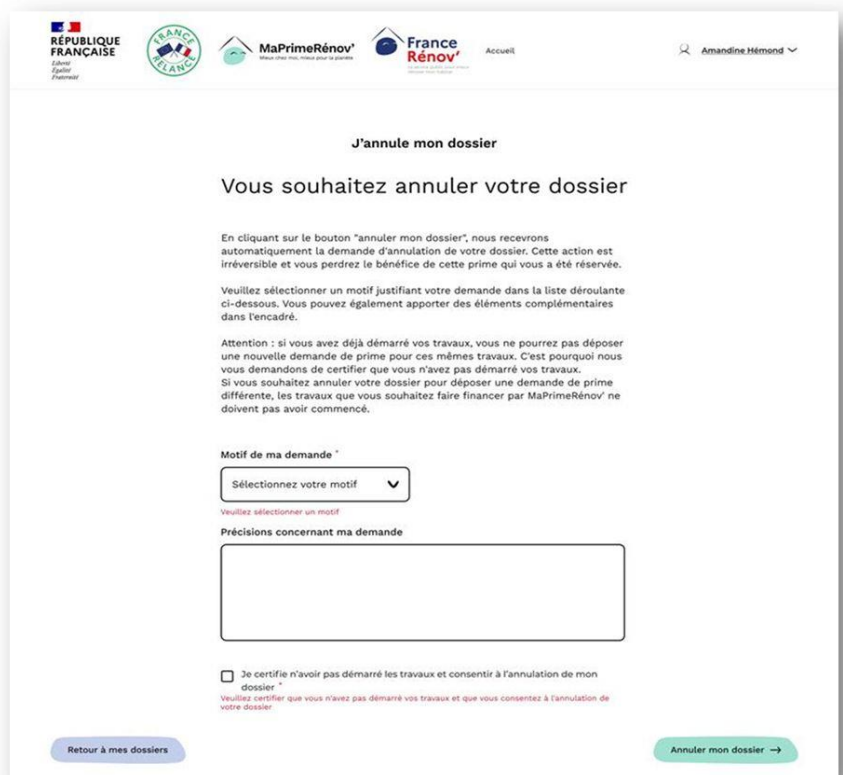 RÉPUBLIQUE
FRANÇAISE
Liberté
Égalité
Fraternité
FRANCE
RELANCE
MaPrimeRénov'
Mieux chez moi, mieux pour la planète
France
Rénov'
Accueil
Amandine Hémond
J'annule mon dossier
Vous souhaitez annuler votre dossier
En cliquant sur le bouton "annuler mon dossier", nous recevrons
automatiquement la demande d'annulation de votre dossier. Cette action est
irréversible et vous perdrez le bénéfice de cette prime qui vous a été réservée.
Veuillez sélectionner un motif justifiant votre demande dans la liste déroulante
ci-dessous. Vous pouvez également apporter des éléments complémentaires
dans l'encadré.
Attention : si vous avez déjà démarré vos travaux, vous ne pourrez pas déposer
une nouvelle demande de prime pour ces mêmes travaux. C'est pourquoi nous
vous demandons de certifier que vous n'avez pas démarré vos travaux.
Si vous souhaitez annuler votre dossier pour déposer une demande de prime
différente, les travaux que vous souhaitez faire financer par MaPrimeRénov' ne
doivent pas avoir commencé.
Motif de ma demande *
Sélectionnez votre motif
Veuillez sélectionner un motif
Précisions concernant ma demande
Je certifie n'avoir pas démarré les travaux et consentir à l'annulation de mon
dossier *
Veuillez certifier que vous n'avez pas démarré vos travaux et que vous consentez à l'annulation de
votre dossier
Retour à mes dossiers
Annuler mon dossier →